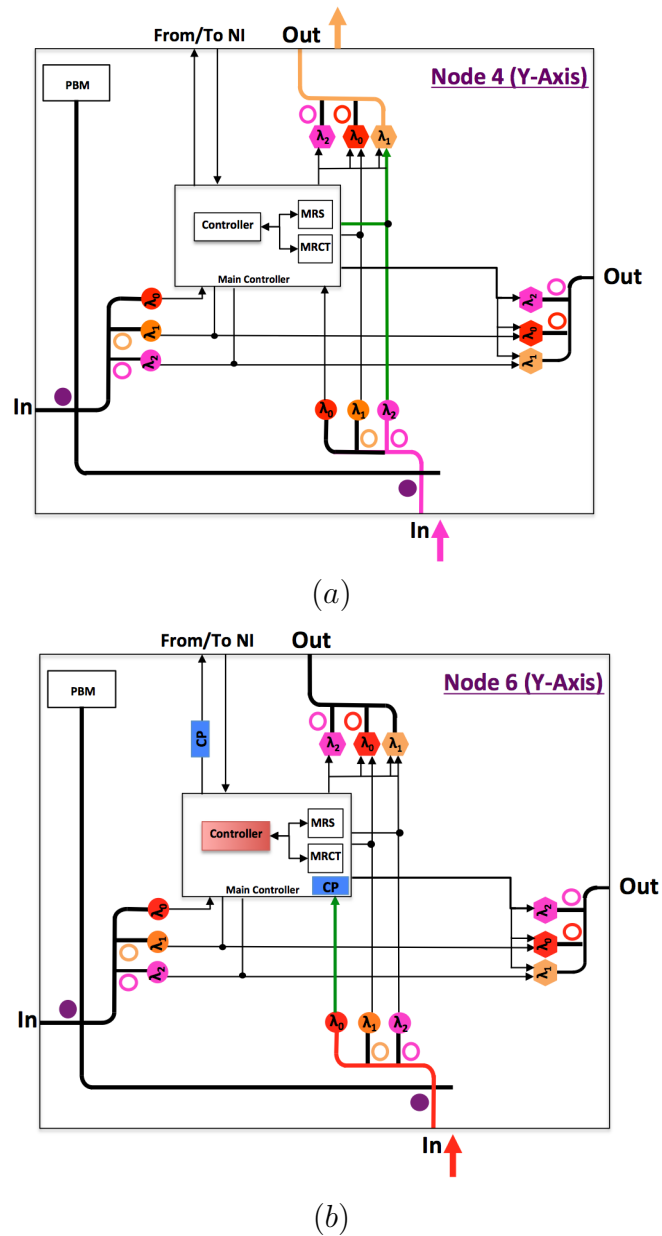 From/To NI
Out
PBM
Node 4 (Y-Axis)
λ2 λ0 λ1
Controller
MRS
MRCT
Main Controller
Out
λ0
λ1
λ2
λ2
λ0
λ1
In
λ0 λ1 λ2
In
(a)
From/To NI
Out
PBM
Node 6 (Y-Axis)
CP
λ2 λ0 λ1
Controller
MRS
MRCT
Main Controller
CP
Out
λ0
λ1
λ2
λ2
λ0
λ1
In
λ0 λ1 λ2
In
(b)